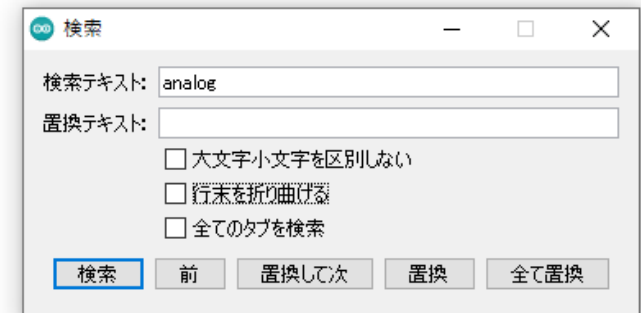 検索
検索テキスト: analog
置換テキスト:
大文字小文字を区別しない
行末を折り曲げる
全てのタブを検索
検索 前 置換して次 置換 全て置換